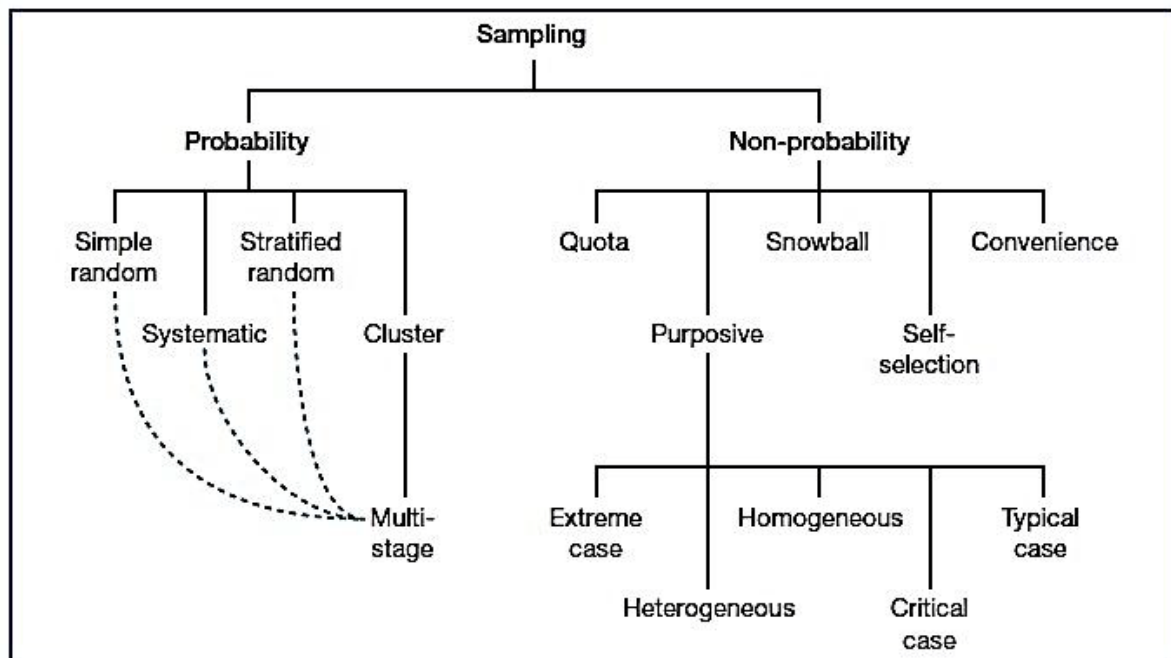 Sampling
Probability
Non-probability
Simple
random
Stratified
random
Quota
Snowball
Convenience
Systematic
Cluster
Purposive
Self-
selection
Multi-
stage
Extreme
case
Homogeneous
Typical
case
Heterogeneous
Critical
case